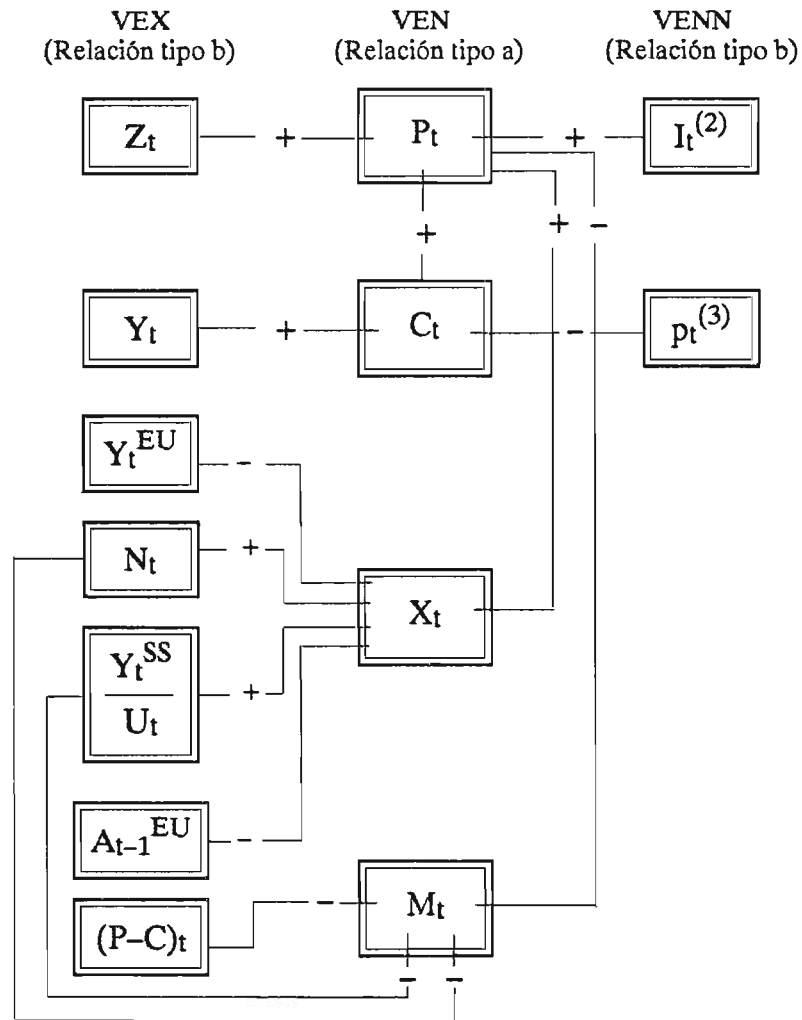 VEX VEN VENN
(Relación tipo b) (Relación tipo a) (Relación tipo b)
Zt + Pt + It(2)
+ + –
Yt + Ct – pt(3)
YtEU -
Nt + Xt
YtSS
+
Ut
At–1EU -
(P–C)t - Mt
– –